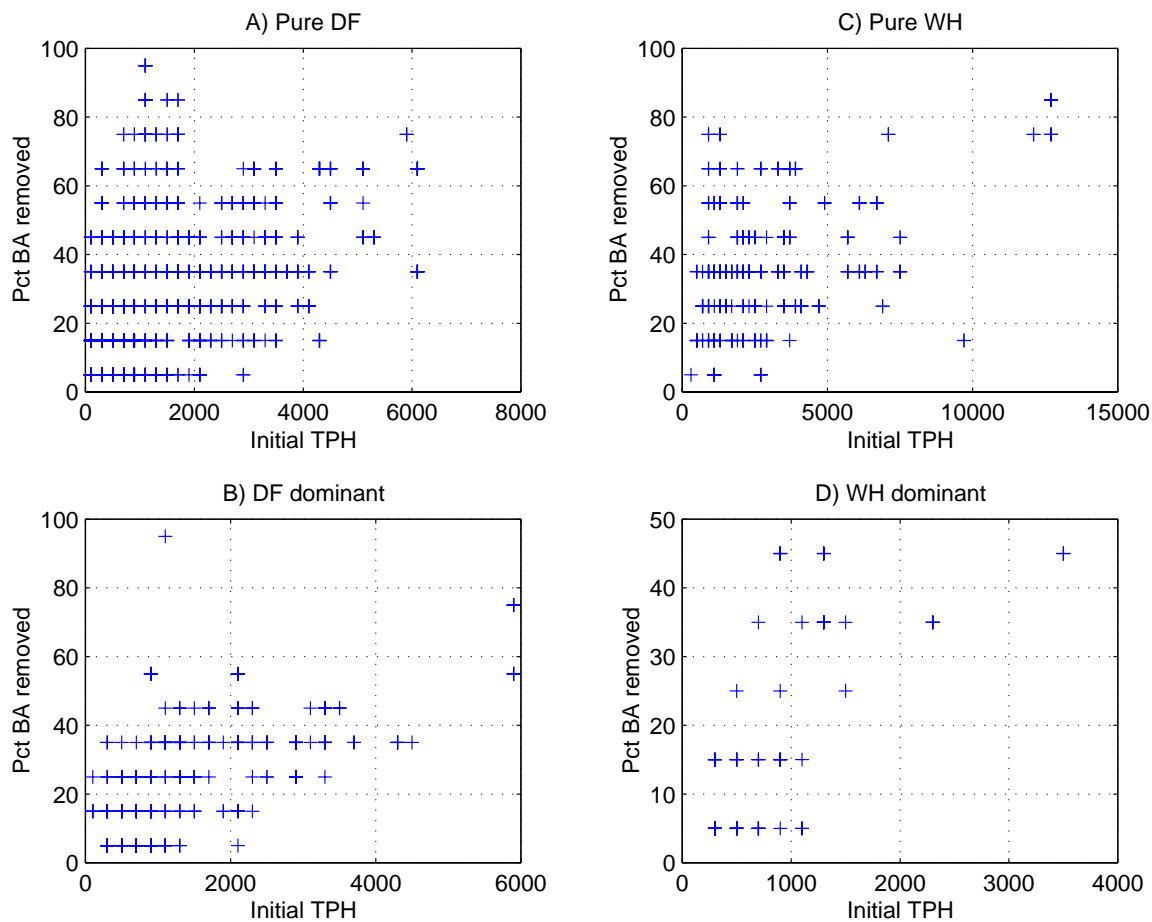 A) Pure DF
100
80
60
40
20
0
Pct BA removed
0 2000 4000 6000 8000
Initial TPH
C) Pure WH
100
80
60
40
20
0
Pct BA removed
0 5000 10000 15000
Initial TPH
B) DF dominant
100
80
60
40
20
0
Pct BA removed
0 2000 4000 6000
Initial TPH
D) WH dominant
50
40
30
20
10
0
Pct BA removed
0 1000 2000 3000 4000
Initial TPH